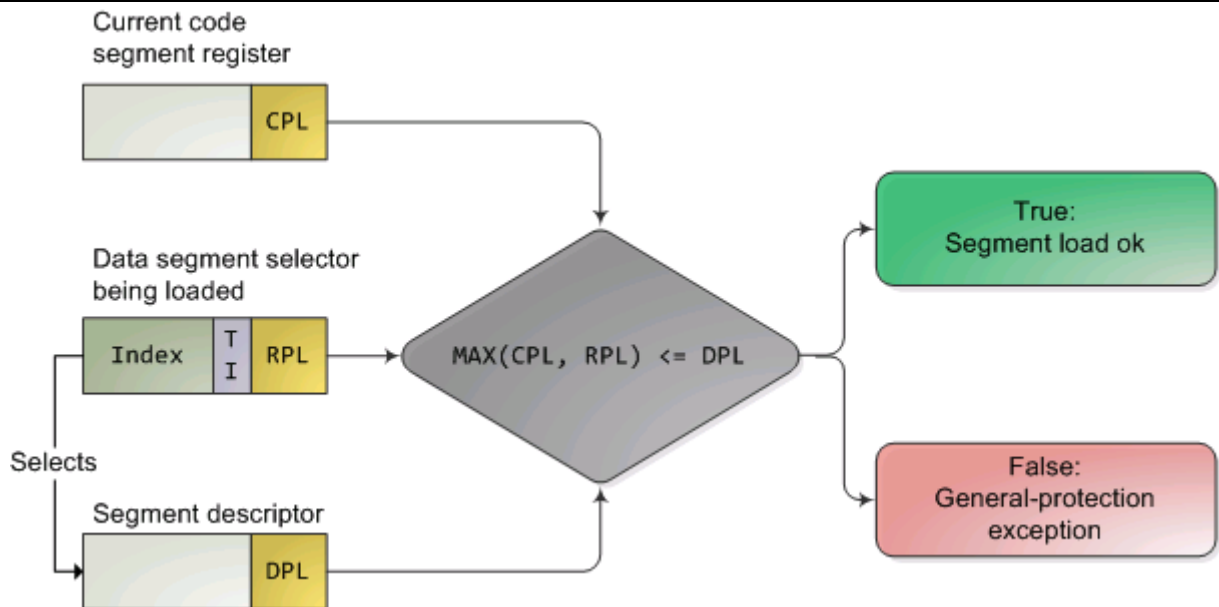 Current code
segment register
CPL
Data segment selector
being loaded
Index
T
I
RPL
MAX(CPL, RPL) <= DPL
True:
Segment load ok
Selects
False:
General-protection
exception
Segment descriptor
DPL